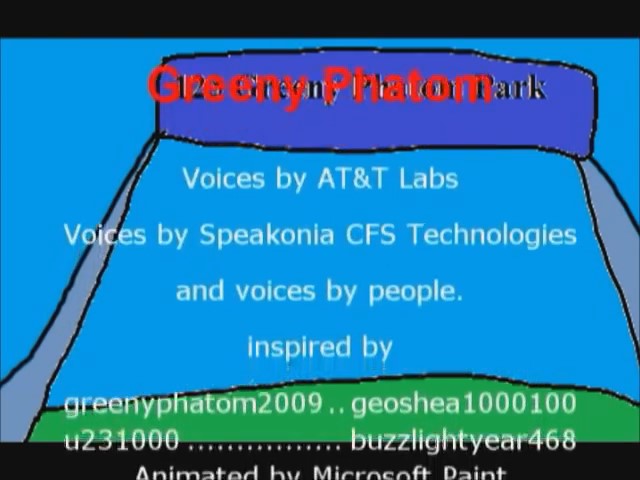 Greeny Phatom
123 Greeny Phatom Park
Voices by AT&T Labs
Voices by Speakonia CFS Technologies
and voices by people.
inspired by
greenyphatom2009..geoshea1000100
u231000 ................ buzzlightyear468
Animated by Microsoft Paint